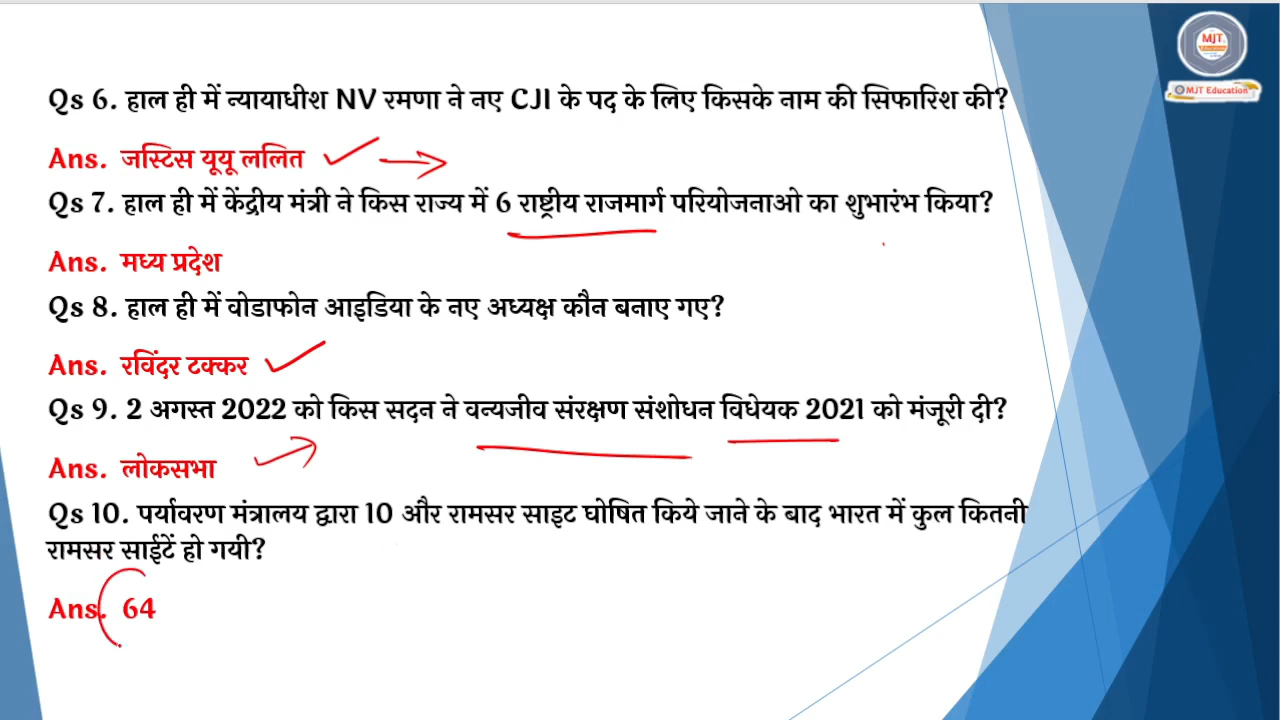 MJT
Education
MJT Education
Qs 6. हाल ही में न्यायाधीश NV रमणा ने नए CJI के पद के लिए किसके नाम की सिफारिश की?
Ans. जस्टिस यूयू ललित
Qs 7. हाल ही में केंद्रीय मंत्री ने किस राज्य में 6 राष्ट्रीय राजमार्ग परियोजनाओ का शुभारंभ किया?
Ans. मध्य प्रदेश
Qs 8. हाल ही में वोडाफोन आइडिया के नए अध्यक्ष कौन बनाए गए?
Ans. रविंदर टक्कर
Qs 9. 2 अगस्त 2022 को किस सदन ने वन्यजीव संरक्षण संशोधन विधेयक 2021 को मंजूरी दी?
Ans. लोकसभा
Qs 10. पर्यावरण मंत्रालय द्वारा 10 और रामसर साइट घोषित किये जाने के बाद भारत में कुल कितनी
रामसर साईटें हो गयी?
Ans. 64